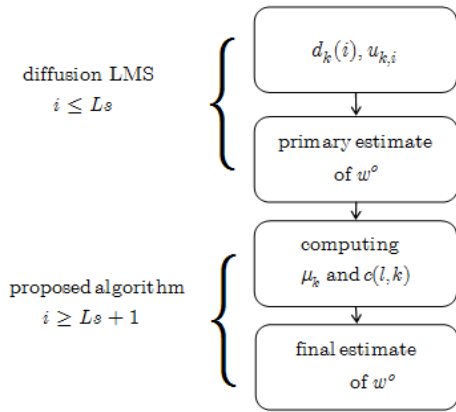 d_k(i), u_{k,i}
diffusion LMS
i ≤ Ls
primary estimate
of w^o
computing
μ_k and c(l,k)
proposed algorithm
i ≥ Ls + 1
final estimate
of w^o